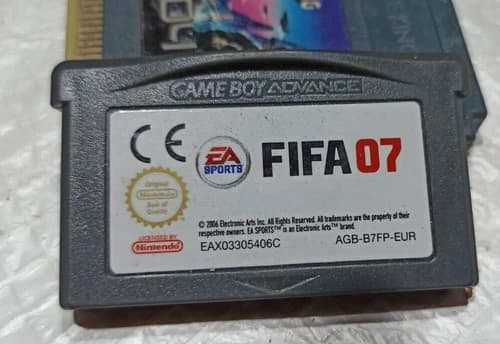 GAME BOY ADVANCE
CE
EA
SPORTS
FIFA 07
Original
Nintendo
Seal of
Quality
LICENSED BY
Nintendo
© 2006 Electronic Arts Inc. All Rights Reserved. All trademarks are the property of their
respective owners. EA SPORTS™ is an Electronic Arts™ brand.
EAX03305406C
AGB-B7FP-EUR